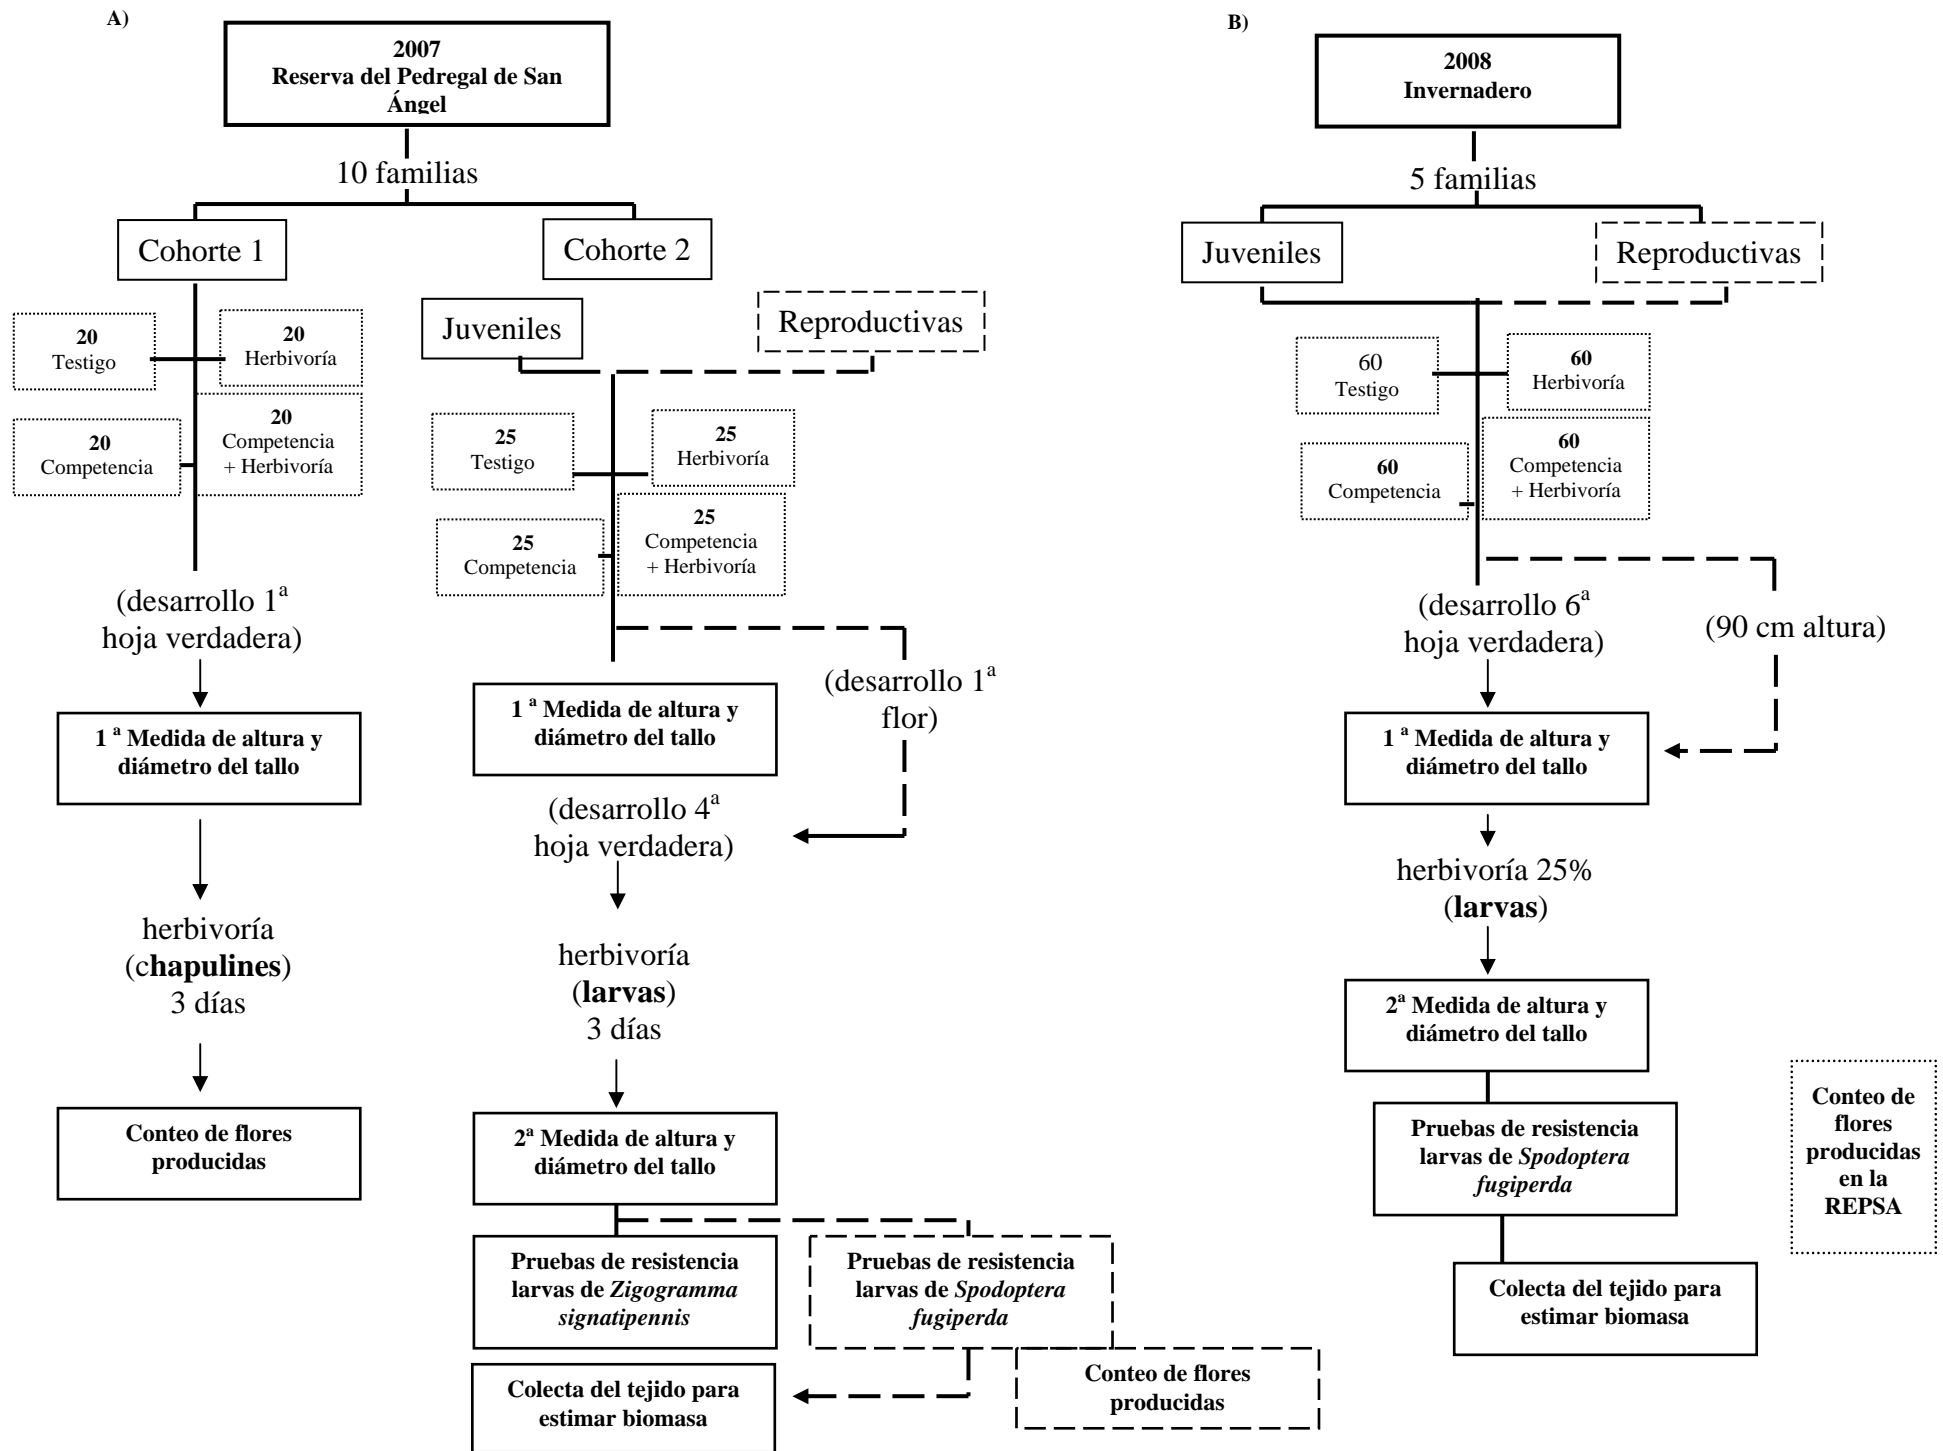 A)
2007
Reserva del Pedregal de San
Ángel
10 familias
Cohorte 1
Cohorte 2
20
Testigo
20
Herbivoría
20
Competencia
20
Competencia
+ Herbivoría
(desarrollo 1ª
hoja verdadera)
1 ª Medida de altura y
diámetro del tallo
herbivoría
(chapulines)
3 días
Conteo de flores
producidas
Juveniles
Reproductivas
25
Testigo
25
Herbivoría
25
Competencia
25
Competencia
+ Herbivoría
1 ª Medida de altura y
diámetro del tallo
(desarrollo 1ª
flor)
(desarrollo 4ª
hoja verdadera)
herbivoría
(larvas)
3 días
2ª Medida de altura y
diámetro del tallo
Pruebas de resistencia
larvas de Zigogramma
signatipennis
Pruebas de resistencia
larvas de Spodoptera
fugiperda
Colecta del tejido para
estimar biomasa
Conteo de flores
producidas
B)
2008
Invernadero
5 familias
Juveniles
Reproductivas
60
Testigo
60
Herbivoría
60
Competencia
60
Competencia
+ Herbivoría
(desarrollo 6ª
hoja verdadera)
(90 cm altura)
1 ª Medida de altura y
diámetro del tallo
herbivoría 25%
(larvas)
2ª Medida de altura y
diámetro del tallo
Pruebas de resistencia
larvas de Spodoptera
fugiperda
Colecta del tejido para
estimar biomasa
Conteo de
flores
producidas
en la
REPSA